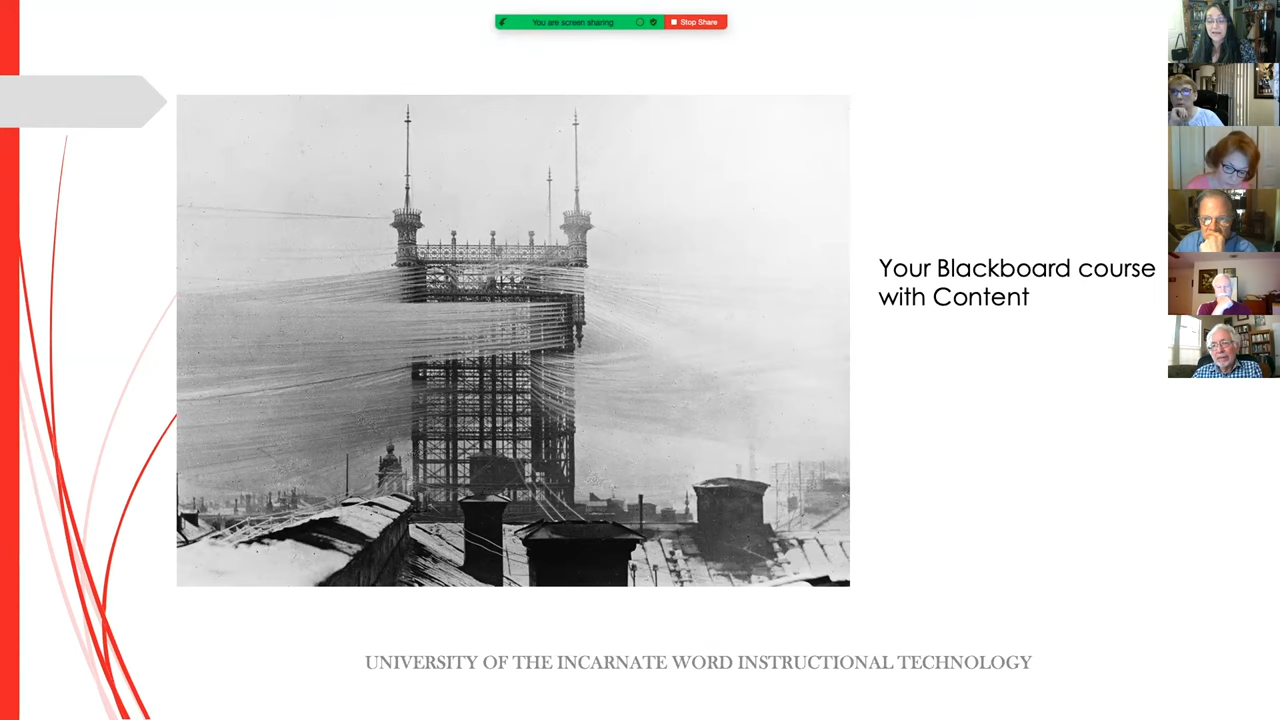 You are screen sharing
Stop Share
Your Blackboard course
with Content
UNIVERSITY OF THE INCARNATE WORD INSTRUCTIONAL TECHNOLOGY